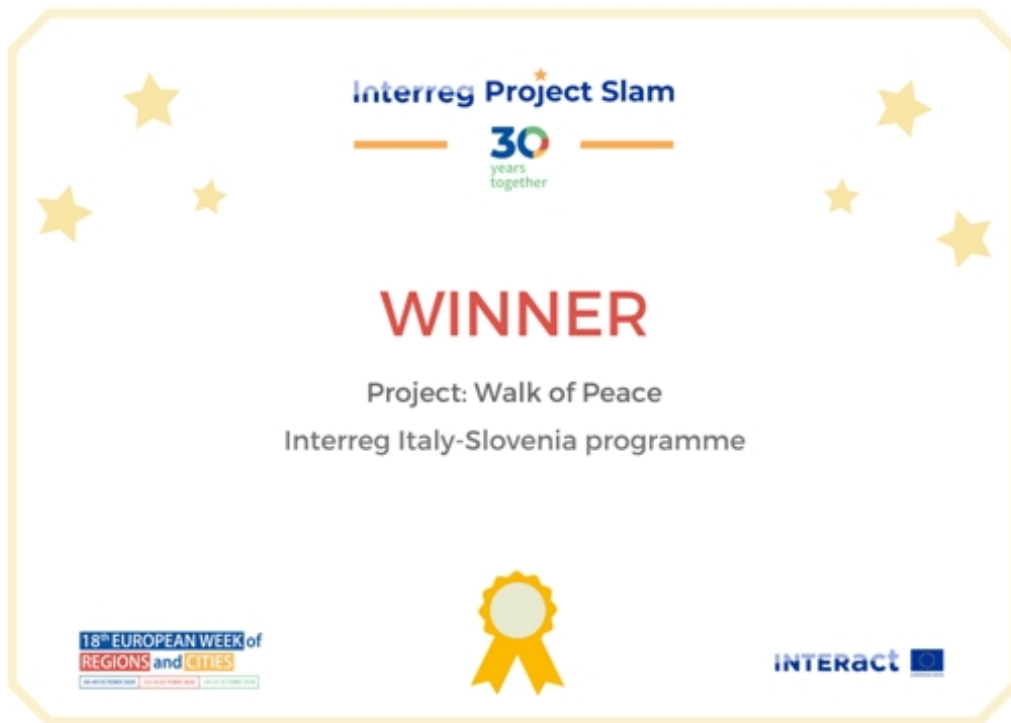 Interreg Project Slam
30
years
together
WINNER
Project: Walk of Peace
Interreg Italy-Slovenia programme
18th EUROPEAN WEEK of
REGIONS and CITIES
INTERact